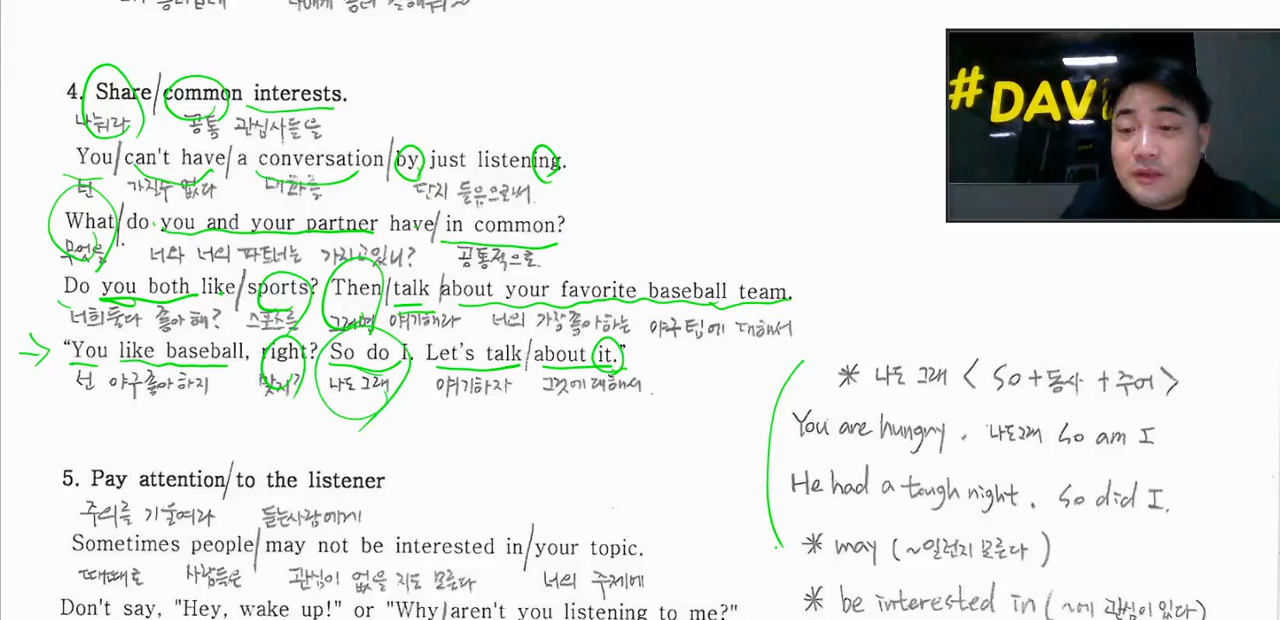 4. Share/common interests.
나눠라 공통 관심사들을
You/can't have/a conversation/by just listening.
넌 가질수 없다 대화를 단지 들음으로써.
What/do you and your partner have/in common?
무엇을 너와 너의 파트너는 가지고있니? 공통적으로.
Do you both like/sports? Then/talk/about your favorite baseball team.
너희둘다 좋아해? 스포츠를 그러면 얘기해라 너의 가장좋아하는 야구팀에 대해서
"You like baseball, right? So do I. Let's talk/about it."
넌 야구좋아하지 맞지? 나도그래 얘기하자 그것에대해서.
5. Pay attention/to the listener
주의를 기울여라 듣는사람에게
Sometimes people/may not be interested in/your topic.
때때로 사람들은 관심이 없을 지도 모른다 너의 주제에
Don't say, "Hey, wake up!" or "Why/aren't you listening to me?"
#DAV
* 나도 그래 < So+동사 +주어 >
You are hungry. 나도그래 So am I
He had a tough night. So did I.
* may (~일런지 모른다)
* be interested in (~에 관심이 있다)